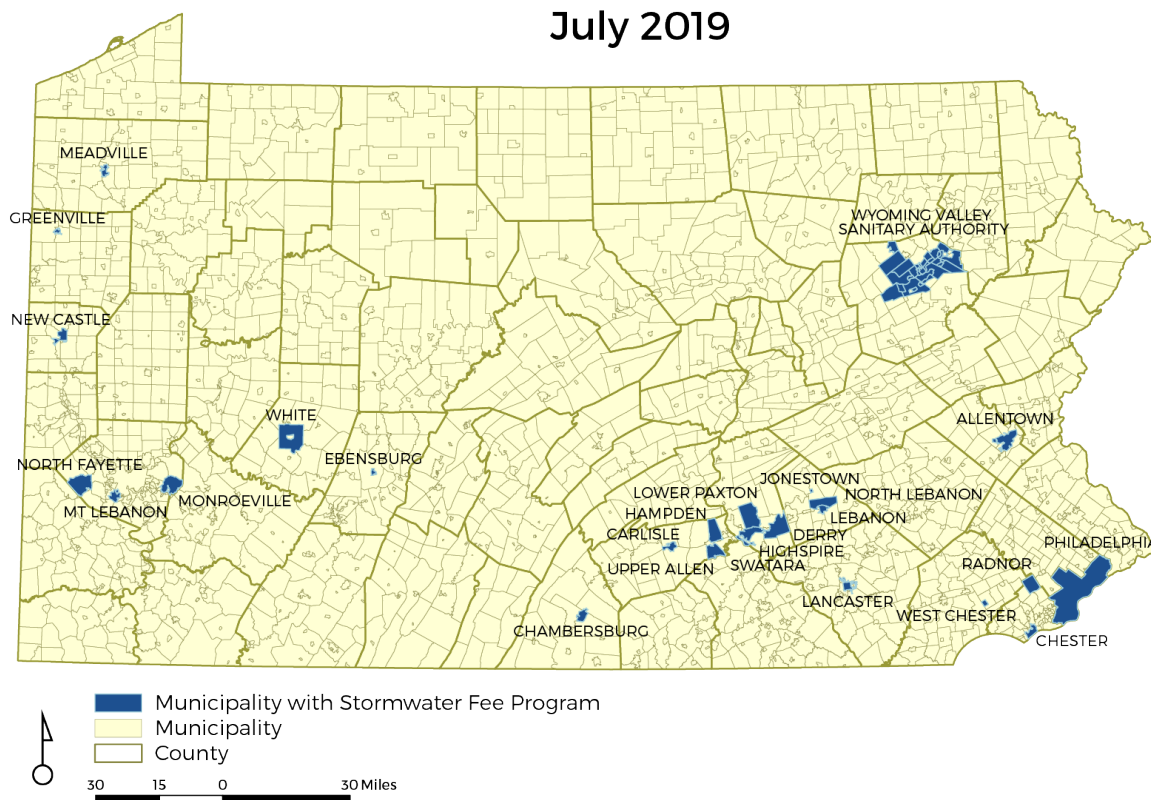 July 2019
MEADVILLE
GREENVILLE
WYOMING VALLEY
SANITARY AUTHORITY
NEW CASTLE
WHITE
ALLENTOWN
EBENSBURG
NORTH FAYETTE
MONROEVILLE
MT LEBANON
JONESTOWN
LOWER PAXTON
NORTH LEBANON
HAMPDEN
LEBANON
CARLISLE
DERRY
HIGHSPIRE
UPPER ALLEN
SWATARA
PHILADELPHIA
RADNOR
LANCASTER
WEST CHESTER
CHAMBERSBURG
CHESTER
Municipality with Stormwater Fee Program
Municipality
County
30 15 0 30 Miles